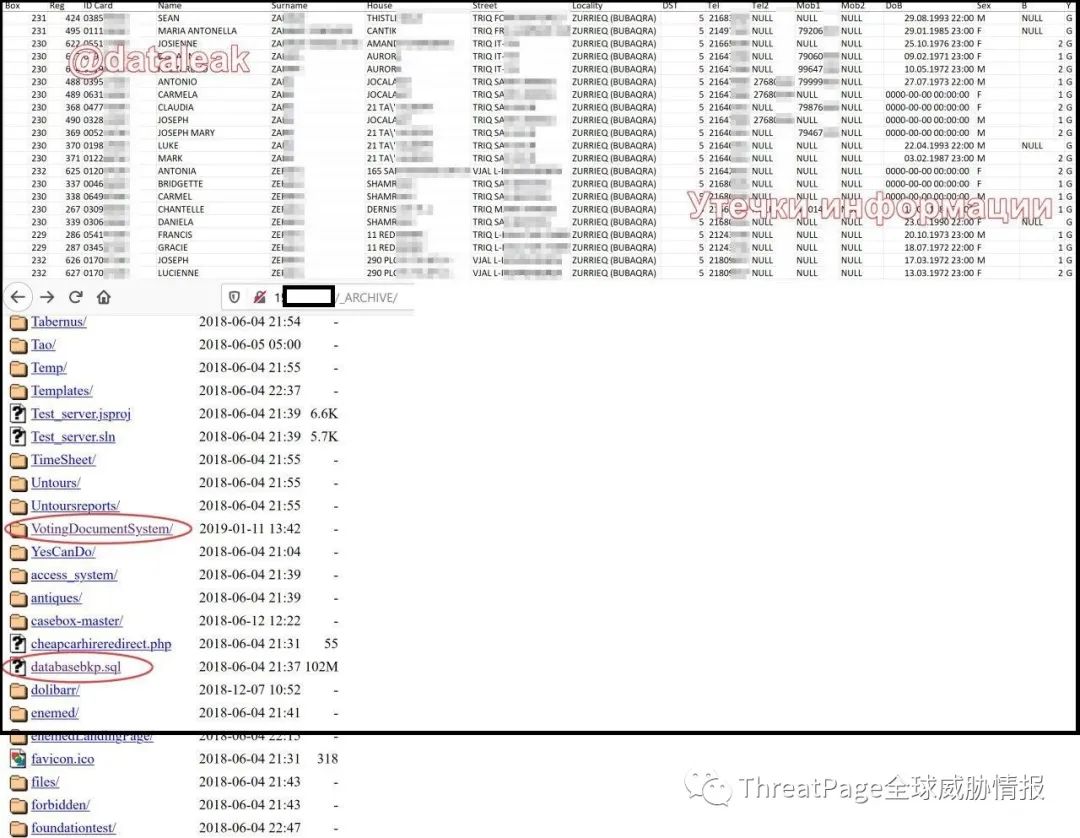 Box Reg ID Card Name Surname House Street Locality DST Tel Tel2 Mob1 Mob2 DoB Sex B Y
231 424 0385 SEAN ZA THISTLI TRIQ FO ZURRIEQ (BUBAQRA) 5 2168 NULL NULL NULL 29.08.1993 22:00 M NULL G
231 495 0111 MARIA ANTONELLA ZA CANTIK TRIQ FR ZURRIEQ (BUBAQRA) 5 2149 NULL 79206 NULL 29.01.1985 23:00 F NULL G
230 622 0551 JOSIENNE ZA AMAND TRIQ IT- ZURRIEQ (BUBAQRA) 5 2166 NULL NULL NULL 25.10.1976 23:00 F 2 G
230 ZA AUROR TRIQ IT- ZURRIEQ (BUBAQRA) 5 NULL 79060 NULL 09.02.1971 23:00 F 1 G
@dataleak
230 ZA AUROR TRIQ IT- ZURRIEQ (BUBAQRA) 5 NULL 99647 NULL 10.05.1972 22:00 M 2 G
230 488 0395 ANTONIO ZA JOCALA TRIQ SA ZURRIEQ (BUBAQRA) 5 2164 2768 79999 NULL 27.07.1973 22:00 M 1 G
230 489 0631 CARMELA ZA JOCALA TRIQ SA ZURRIEQ (BUBAQRA) 5 2164 2768 NULL NULL 0000-00-00 00:00:00 F 1 G
230 368 0477 CLAUDIA ZA 21 TA\' TRIQ SA ZURRIEQ (BUBAQRA) 5 2164 NULL 79876 NULL 0000-00-00 00:00:00 F 2 G
230 490 0328 JOSEPH ZA JOCALA TRIQ SA ZURRIEQ (BUBAQRA) 5 2164 2768 NULL NULL 0000-00-00 00:00:00 M 1 G
230 369 0052 JOSEPH MARY ZA 21 TA\' TRIQ SA ZURRIEQ (BUBAQRA) 5 2164 NULL 79467 NULL 0000-00-00 00:00:00 M 2 G
230 370 0198 LUKE ZA 21 TA\' TRIQ SA ZURRIEQ (BUBAQRA) 5 2164 NULL NULL NULL 22.04.1993 22:00 M NULL G
230 371 0122 MARK ZA 21 TA\' TRIQ SA ZURRIEQ (BUBAQRA) 5 2164 NULL NULL NULL 03.02.1987 23:00 M 2 G
232 625 0120 ANTONIA ZE 165 SA VJAL L-I ZURRIEQ (BUBAQRA) 5 2164 NULL NULL NULL 0000-00-00 00:00:00 F 2 G
230 337 0046 BRIDGETTE ZE SHAMR TRIQ SA ZURRIEQ (BUBAQRA) 5 2168 NULL NULL NULL 0000-00-00 00:00:00 F 1 G
230 338 0649 CARMEL ZE SHAMR TRIQ SA ZURRIEQ (BUBAQRA) 5 2168 NULL NULL NULL 0000-00-00 00:00:00 M 1 G
Утечки информации
230 267 0309 CHANTELLE ZE DERNIS TRIQ M ZURRIEQ (BUBAQRA) 5 1 G
230 339 0306 DANIELA ZE SHAMR TRIQ SA ZURRIEQ (BUBAQRA) 5 NULL NULL NULL 1990 22:00 F NULL G
229 286 0541 FRANCIS ZE 11 RED TRIQ L-I ZURRIEQ (BUBAQRA) 5 2124 NULL NULL NULL 20.10.1973 23:00 M 1 G
229 287 0345 GRACIE ZE 11 RED TRIQ L-I ZURRIEQ (BUBAQRA) 5 2124 NULL NULL NULL 18.07.1972 22:00 F 1 G
232 626 0170 JOSEPH ZE 290 PLO VJAL L-I ZURRIEQ (BUBAQRA) 5 2180 NULL NULL NULL 17.03.1972 23:00 M 1 G
232 627 0170 LUCIENNE ZE 290 PLO VJAL L-I ZURRIEQ (BUBAQRA) 5 2180 NULL NULL NULL 13.03.1972 23:00 F 2 G
/_ARCHIVE/
Tabernus/ 2018-06-04 21:54 -
Tao/ 2018-06-05 05:00 -
Temp/ 2018-06-04 21:55 -
Templates/ 2018-06-04 22:37 -
Test_server.jsproj 2018-06-04 21:39 6.6K
Test_server.sln 2018-06-04 21:39 5.7K
TimeSheet/ 2018-06-04 21:55 -
Untours/ 2018-06-04 21:55 -
Untoursreports/ 2018-06-04 21:55 -
VotingDocumentSystem/ 2019-01-11 13:42 -
YesCanDo/ 2018-06-04 21:04 -
access_system/ 2018-06-04 21:39 -
antiques/ 2018-06-04 21:39 -
casebox-master/ 2018-06-12 12:22 -
cheapcarhireredirect.php 2018-06-04 21:31 55
databasebkp.sql 2018-06-04 21:37 102M
dolibarr/ 2018-12-07 10:52 -
enemed/ 2018-06-04 21:41 -
enemedLandingPage/ 2018-06-04 22:15 -
favicon.ico 2018-06-04 21:31 318
files/ 2018-06-04 21:43 -
ThreatPage全球威胁情报
forbidden/ 2018-06-04 21:43 -
foundationtest/ 2018-06-04 22:47 -